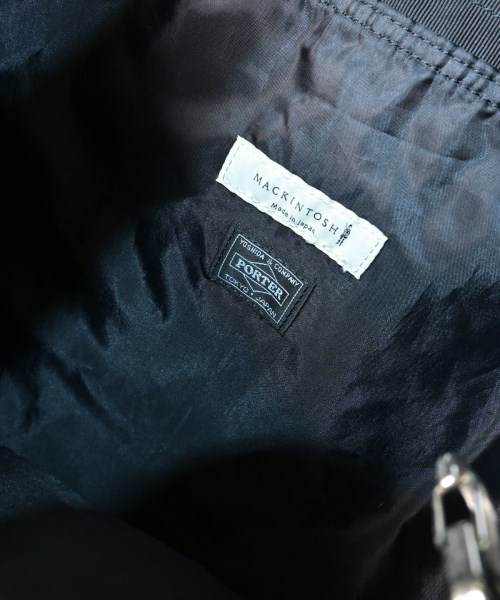 MACKINTOSH
Made in Japan
YOSHIDA & COMPANY
PORTER
TOKYO - JAPAN